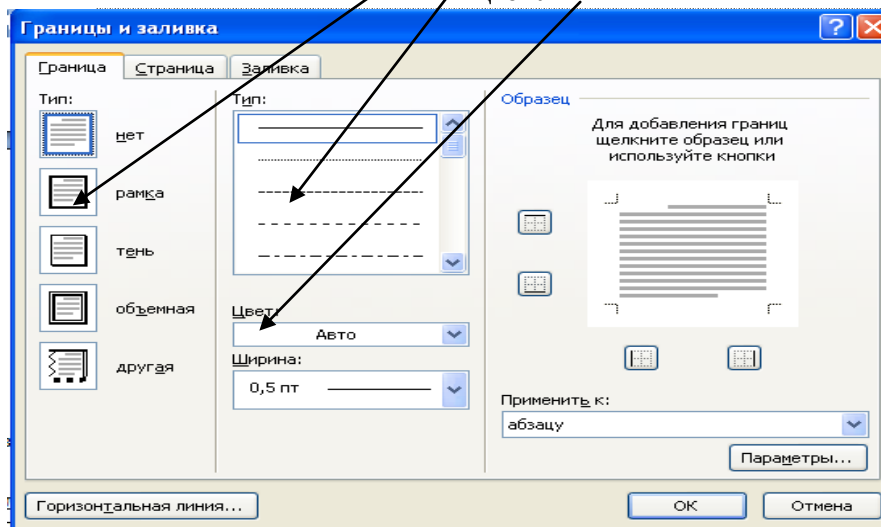 Границы и заливка
Граница Страница Заливка
Тип:
нет
рамка
тень
объемная
другая
Тип:
Цвет:
Авто
Ширина:
0,5 пт
Образец
Для добавления границ
щелкните образец или
используйте кнопки
Применить к:
абзацу
Параметры...
Горизонтальная линия...
ОК Отмена